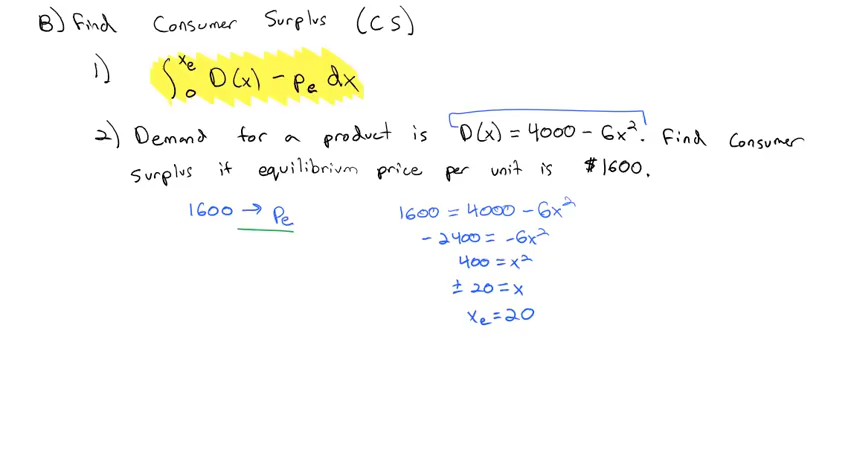 B) Find Consumer Surplus (CS)
1) ∫₀^xₑ D(x) - pₑ dx
2) Demand for a product is D(x) = 4000 - 6x². Find consumer
surplus if equilibrium price per unit is $1600.
1600 → Pₑ
1600 = 4000 - 6x²
-2400 = -6x²
400 = x²
± 20 = x
xₑ = 20